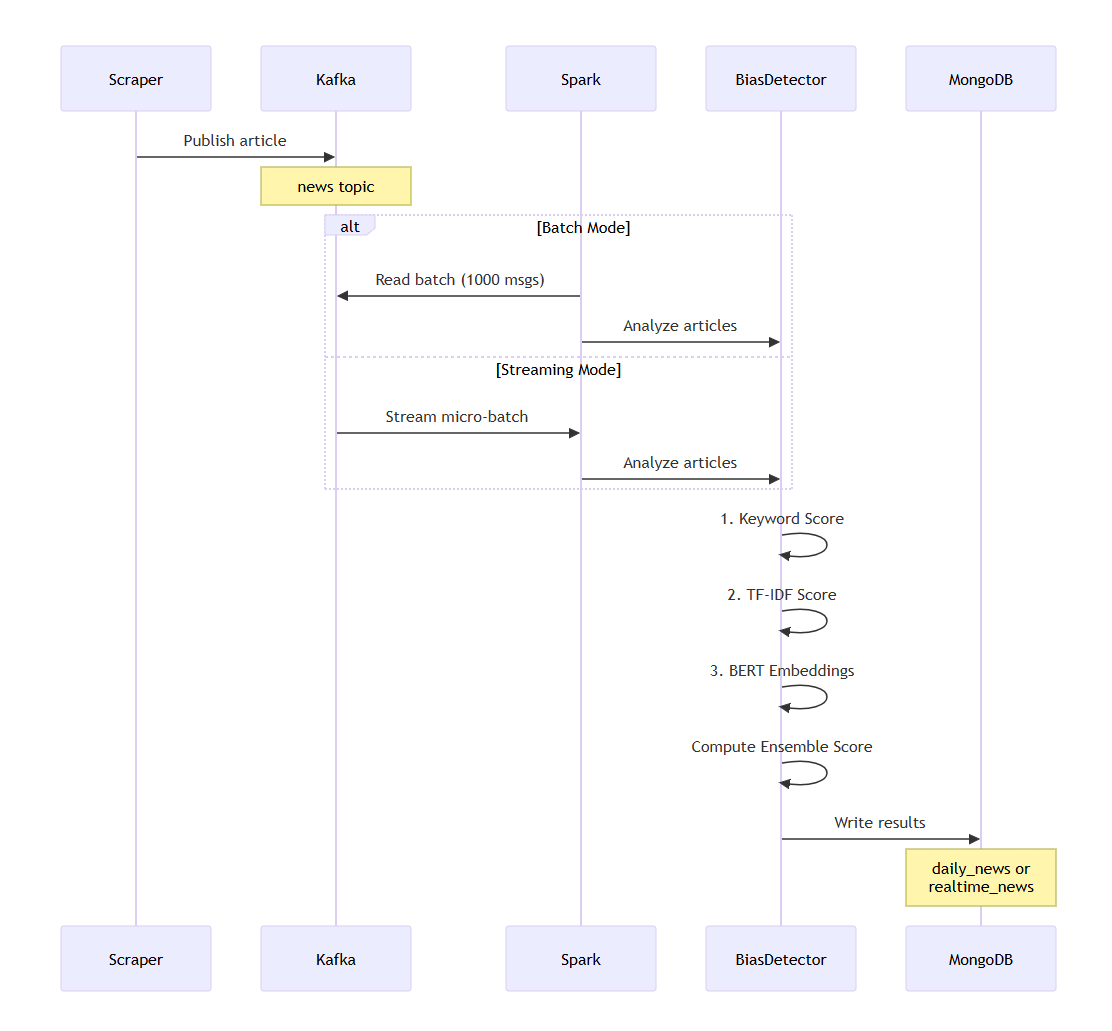 Scraper
Kafka
Spark
BiasDetector
MongoDB
Publish article
news topic
alt
[Batch Mode]
Read batch (1000 msgs)
Analyze articles
[Streaming Mode]
Stream micro-batch
Analyze articles
1. Keyword Score
2. TF-IDF Score
3. BERT Embeddings
Compute Ensemble Score
Write results
daily_news or
realtime_news
Scraper
Kafka
Spark
BiasDetector
MongoDB